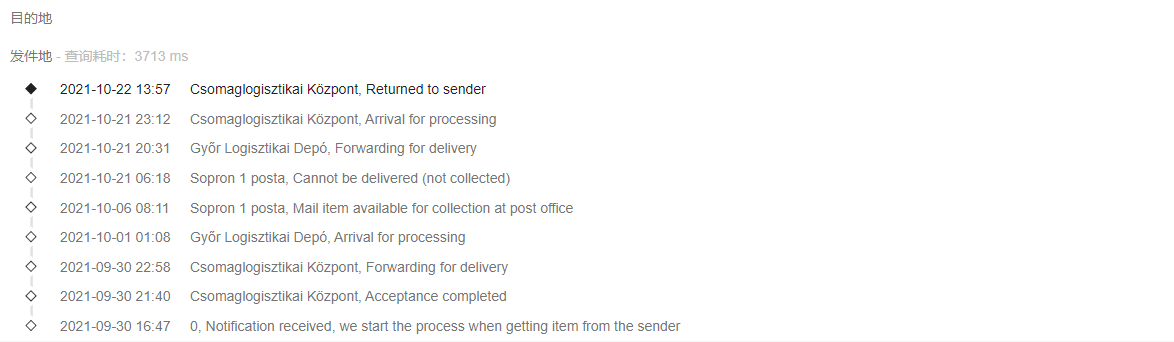 目的地
发件地 - 查询耗时：3713 ms
2021-10-22 13:57 Csomaglogisztikai Központ, Returned to sender
2021-10-21 23:12 Csomaglogisztikai Központ, Arrival for processing
2021-10-21 20:31 Győr Logisztikai Depó, Forwarding for delivery
2021-10-21 06:18 Sopron 1 posta, Cannot be delivered (not collected)
2021-10-06 08:11 Sopron 1 posta, Mail item available for collection at post office
2021-10-01 01:08 Győr Logisztikai Depó, Arrival for processing
2021-09-30 22:58 Csomaglogisztikai Központ, Forwarding for delivery
2021-09-30 21:40 Csomaglogisztikai Központ, Acceptance completed
2021-09-30 16:47 0, Notification received, we start the process when getting item from the sender